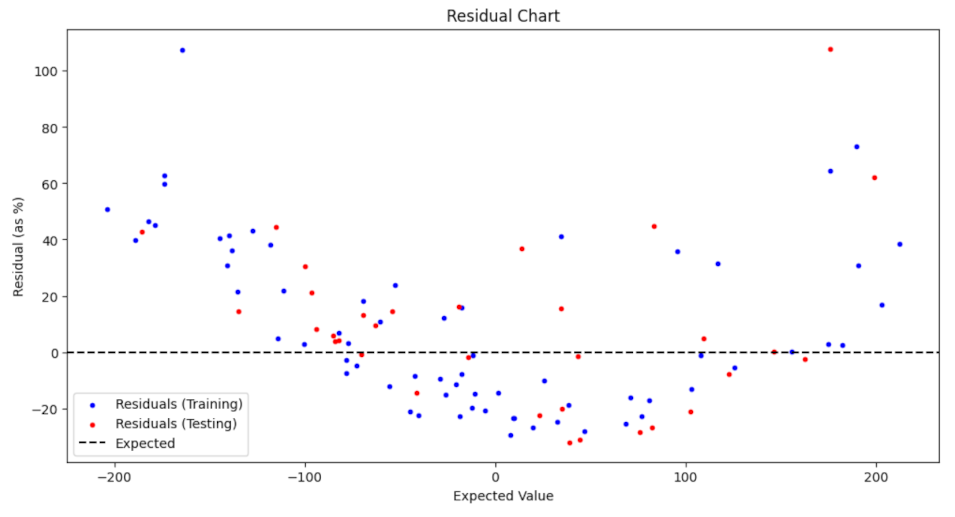 Residual Chart
Residual (as %)
100
80
60
40
20
0
−20
Residuals (Training)
Residuals (Testing)
Expected
−200 −100 0 100 200
Expected Value